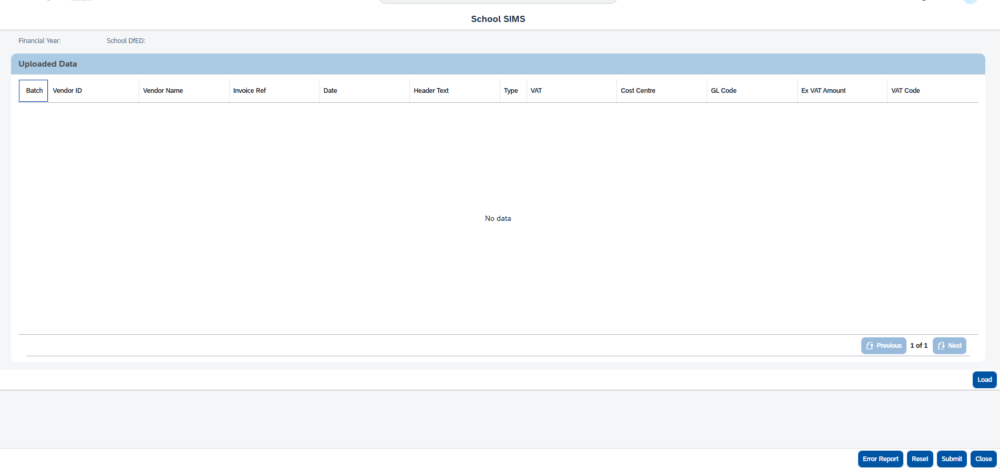 School SIMS
Financial Year: School DfED:
Uploaded Data
Batch Vendor ID Vendor Name Invoice Ref Date Header Text Type VAT Cost Centre GL Code Ex VAT Amount VAT Code
No data
Previous 1 of 1 Next
Load
Error Report Reset Submit Close